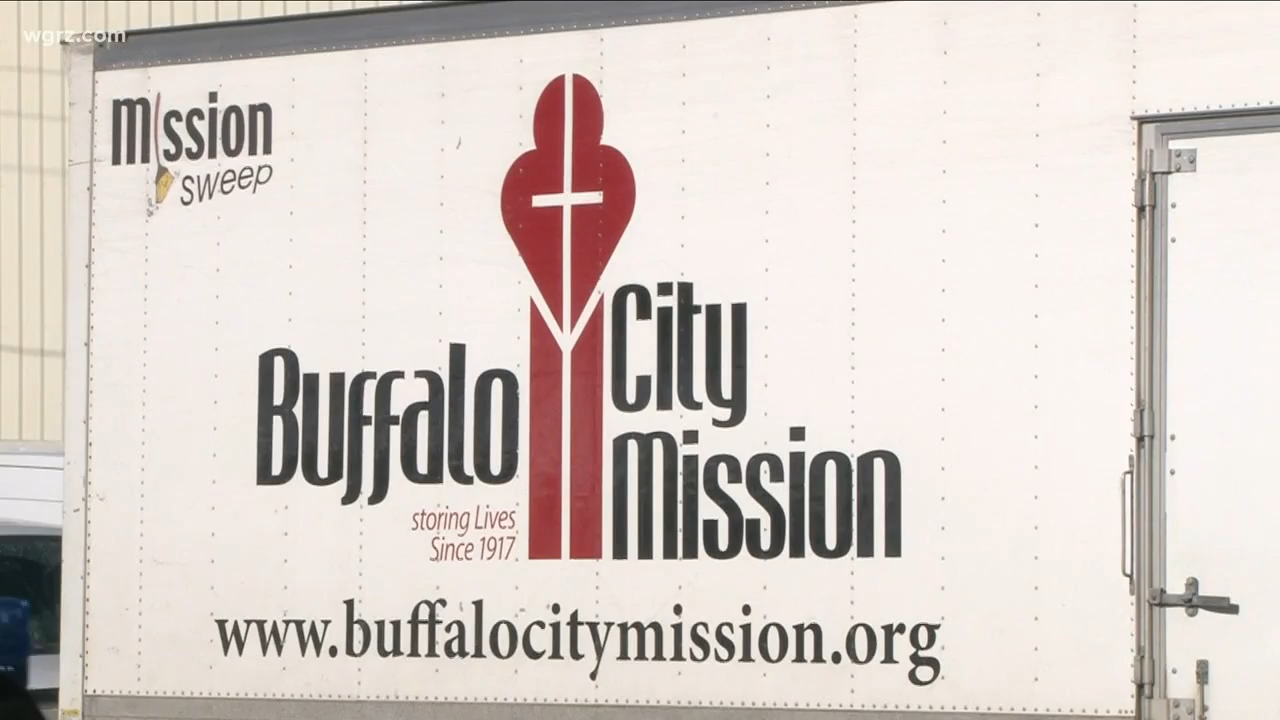 wgrz.com
Mission
sweep
Buffalo
City
Mission
storing Lives
Since 1917
www.buffalocitymission.org